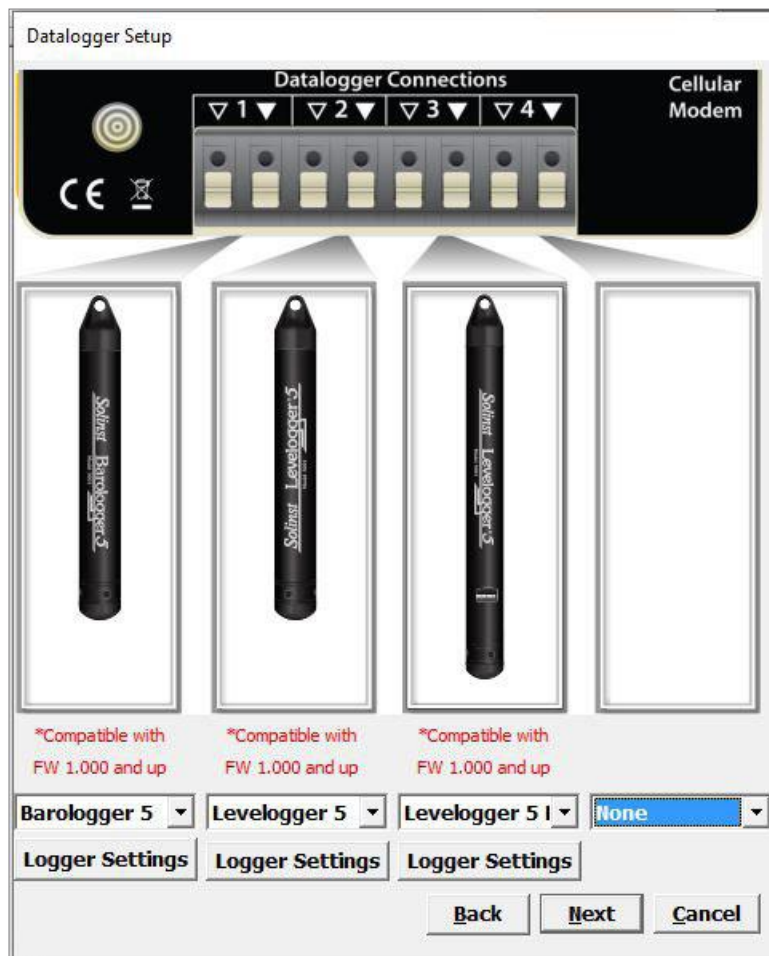 Datalogger Setup
Datalogger Connections
Cellular
Modem
▽ 1 ▼ ▽ 2 ▼ ▽ 3 ▼ ▽ 4 ▼
CE
Solinst Barologger 5
Solinst Levelogger 5
Solinst Levelogger 5
*Compatible with
FW 1.000 and up
*Compatible with
FW 1.000 and up
*Compatible with
FW 1.000 and up
Barologger 5
Levelogger 5
Levelogger 5
None
Logger Settings
Logger Settings
Logger Settings
Back
Next
Cancel